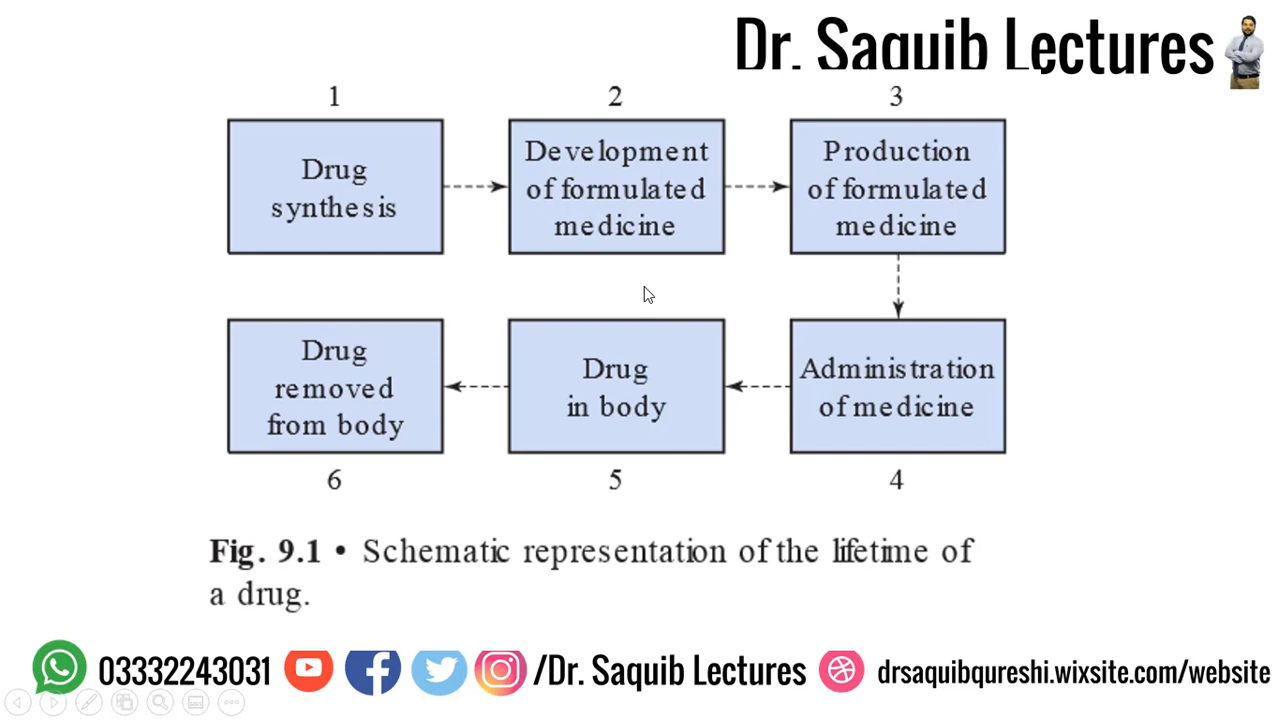 Dr. Saquib Lectures
1
2
3
Drug
synthesis
Development
of formulated
medicine
Production
of formulated
medicine
Drug
removed
from body
Drug
in body
Administration
of medicine
6
5
4
Fig. 9.1 • Schematic representation of the lifetime of
a drug.
03332243031 /Dr. Saquib Lectures drsaquibqureshi.wixsite.com/website